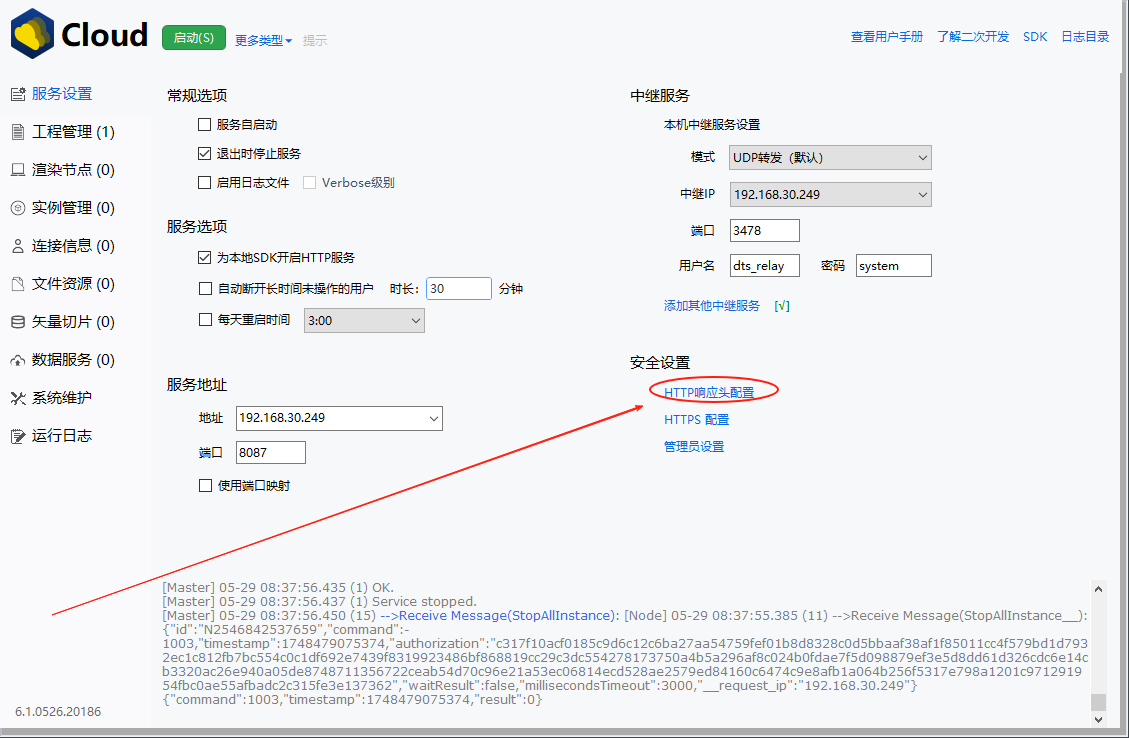 Cloud
启动(S) 更多类型 提示
查看用户手册 了解二次开发 SDK 日志目录
服务设置
工程管理 (1)
渲染节点 (0)
实例管理 (0)
连接信息 (0)
文件资源 (0)
矢量切片 (0)
数据服务 (0)
系统维护
运行日志
6.1.0526.20186
常规选项
服务自启动
退出时停止服务
启用日志文件 Verbose级别
服务选项
为本地SDK开启HTTP服务
自动断开长时间未操作的用户 时长: 30 分钟
每天重启时间 3:00
服务地址
地址 192.168.30.249
端口 8087
使用端口映射
中继服务
本机中继服务设置
模式 UDP转发（默认）
中继IP 192.168.30.249
端口 3478
用户名 dts_relay 密码 system
添加其他中继服务 [√]
安全设置
HTTP响应头配置
HTTPS 配置
管理员设置
[Master] 05-29 08:37:56.435 (1) OK.
[Master] 05-29 08:37:56.437 (1) Service stopped.
[Master] 05-29 08:37:56.450 (15) -->Receive Message(StopAllInstance): [Node] 05-29 08:37:55.385 (11) -->Receive Message(StopAllInstance__):
{"id":"N2546842537659","command":-
1003,"timestamp":1748479075374,"authorization":"c317f10acf0185c9d6c12c6ba27aa54759fef01b8d8328c0d5bbaaf38af1f85011cc4f579bd1d793
2ec1c812fb7bc554c0c1df692e7439f8319923486bf868819cc29c3dc554278173750a4b5a296af8c024b0fdae7f5d098879ef3e5d8dd61d326cdc6e14c
b3320ac26e940a05de8748711356722ceab54d70c96e21a53ec06814ecd528ae2579ed84160c6474c9e8afb1a064b256f5317e798a1201c9712919
54fbc0ae55afbadc2c315fe3e137362","waitResult":false,"millisecondsTimeout":3000,"__request_ip":"192.168.30.249"}
{"command":1003,"timestamp":1748479075374,"result":0}